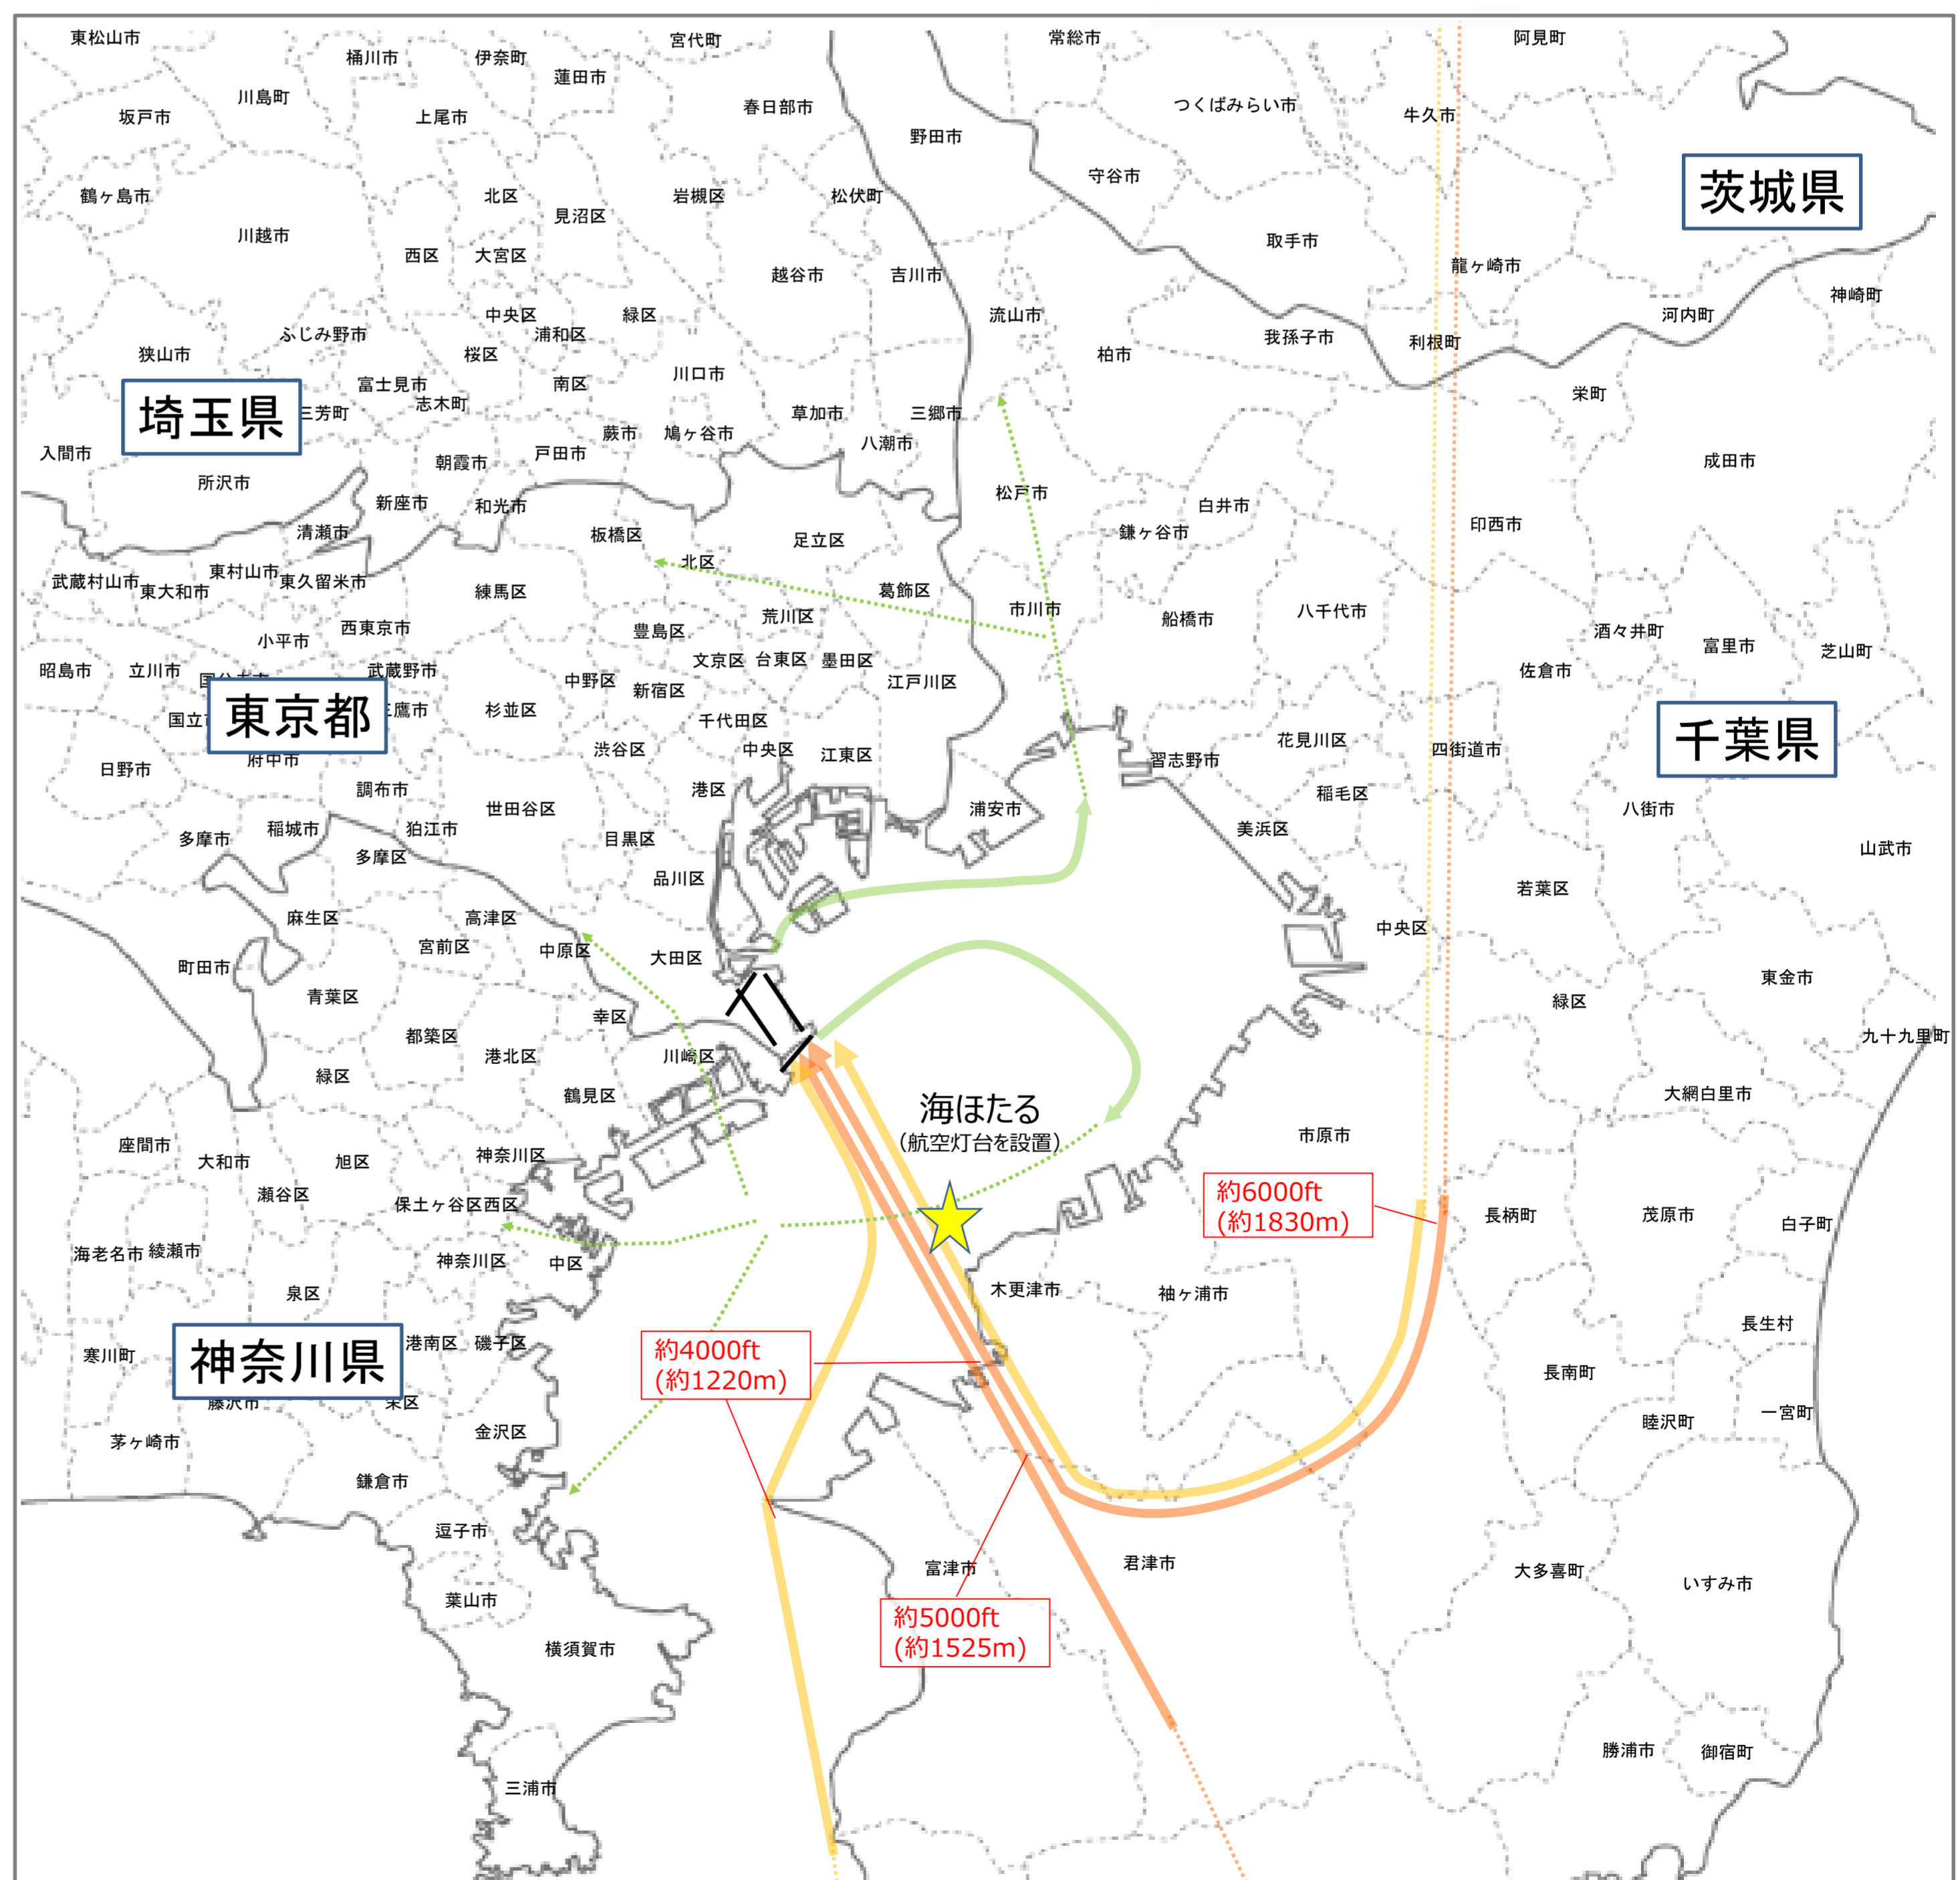 東松山市
桶川市
伊奈町
宮代町
常総市
阿見町
川島町
蓮田市
坂戸市
上尾市
春日部市
野田市
つくばみらい市
牛久市
茨城県
鶴ヶ島市
北区
見沼区
岩槻区
松伏町
守谷市
川越市
西区
大宮区
越谷市
吉川市
取手市
龍ヶ崎市
神崎町
ふじみ野市
中央区
浦和区
緑区
流山市
我孫子市
利根町
河内町
狭山市
桜区
柏市
埼玉県
三芳町
富士見市
志木町
南区
川口市
栄町
草加市
三郷市
入間市
所沢市
朝霞市
戸田市
蕨市
鳩ヶ谷市
八潮市
成田市
新座市
和光市
松戸市
白井市
清瀬市
板橋区
足立区
鎌ヶ谷市
印西市
武蔵村山市
東大和市
東村山市
東久留米市
練馬区
北区
葛飾区
小平市
西東京市
豊島区
荒川区
市川市
船橋市
八千代市
酒々井町
富里市
芝山町
昭島市
立川市
武蔵野市
中野区
新宿区
文京区
台東区
墨田区
江戸川区
佐倉市
東京都
国立
鷹市
杉並区
千代田区
千葉県
日野市
府中市
調布市
渋谷区
中央区
江東区
習志野市
花見川区
四街道市
世田谷区
港区
浦安市
稲毛区
八街市
多摩市
稲城市
狛江市
多摩区
目黒区
美浜区
山武市
品川区
若葉区
麻生区
高津区
中央区
町田市
宮前区
中原区
大田区
東金市
青葉区
幸区
緑区
都築区
港北区
川崎区
九十九里町
緑区
鶴見区
海ほたる
(航空灯台を設置)
大網白里市
座間市
大和市
旭区
神奈川区
市原市
瀬谷区
保土ヶ谷区
西区
約6000ft
(約1830m)
長柄町
茂原市
白子町
海老名市
綾瀬市
神奈川区
中区
泉区
木更津市
袖ヶ浦市
長生村
神奈川県
寒川町
港南区
磯子区
約4000ft
(約1220m)
長南町
藤沢市
栄区
茅ヶ崎市
金沢区
睦沢町
一宮町
鎌倉市
逗子市
富津市
君津市
大多喜町
いすみ市
葉山市
約5000ft
(約1525m)
横須賀市
勝浦市
御宿町
三浦市